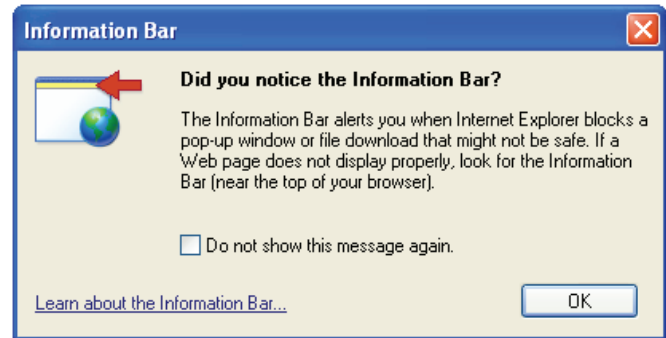 Information Bar
Did you notice the Information Bar?
The Information Bar alerts you when Internet Explorer blocks a
pop-up window or file download that might not be safe. If a
Web page does not display properly, look for the Information
Bar (near the top of your browser).
Do not show this message again.
Learn about the Information Bar...
OK